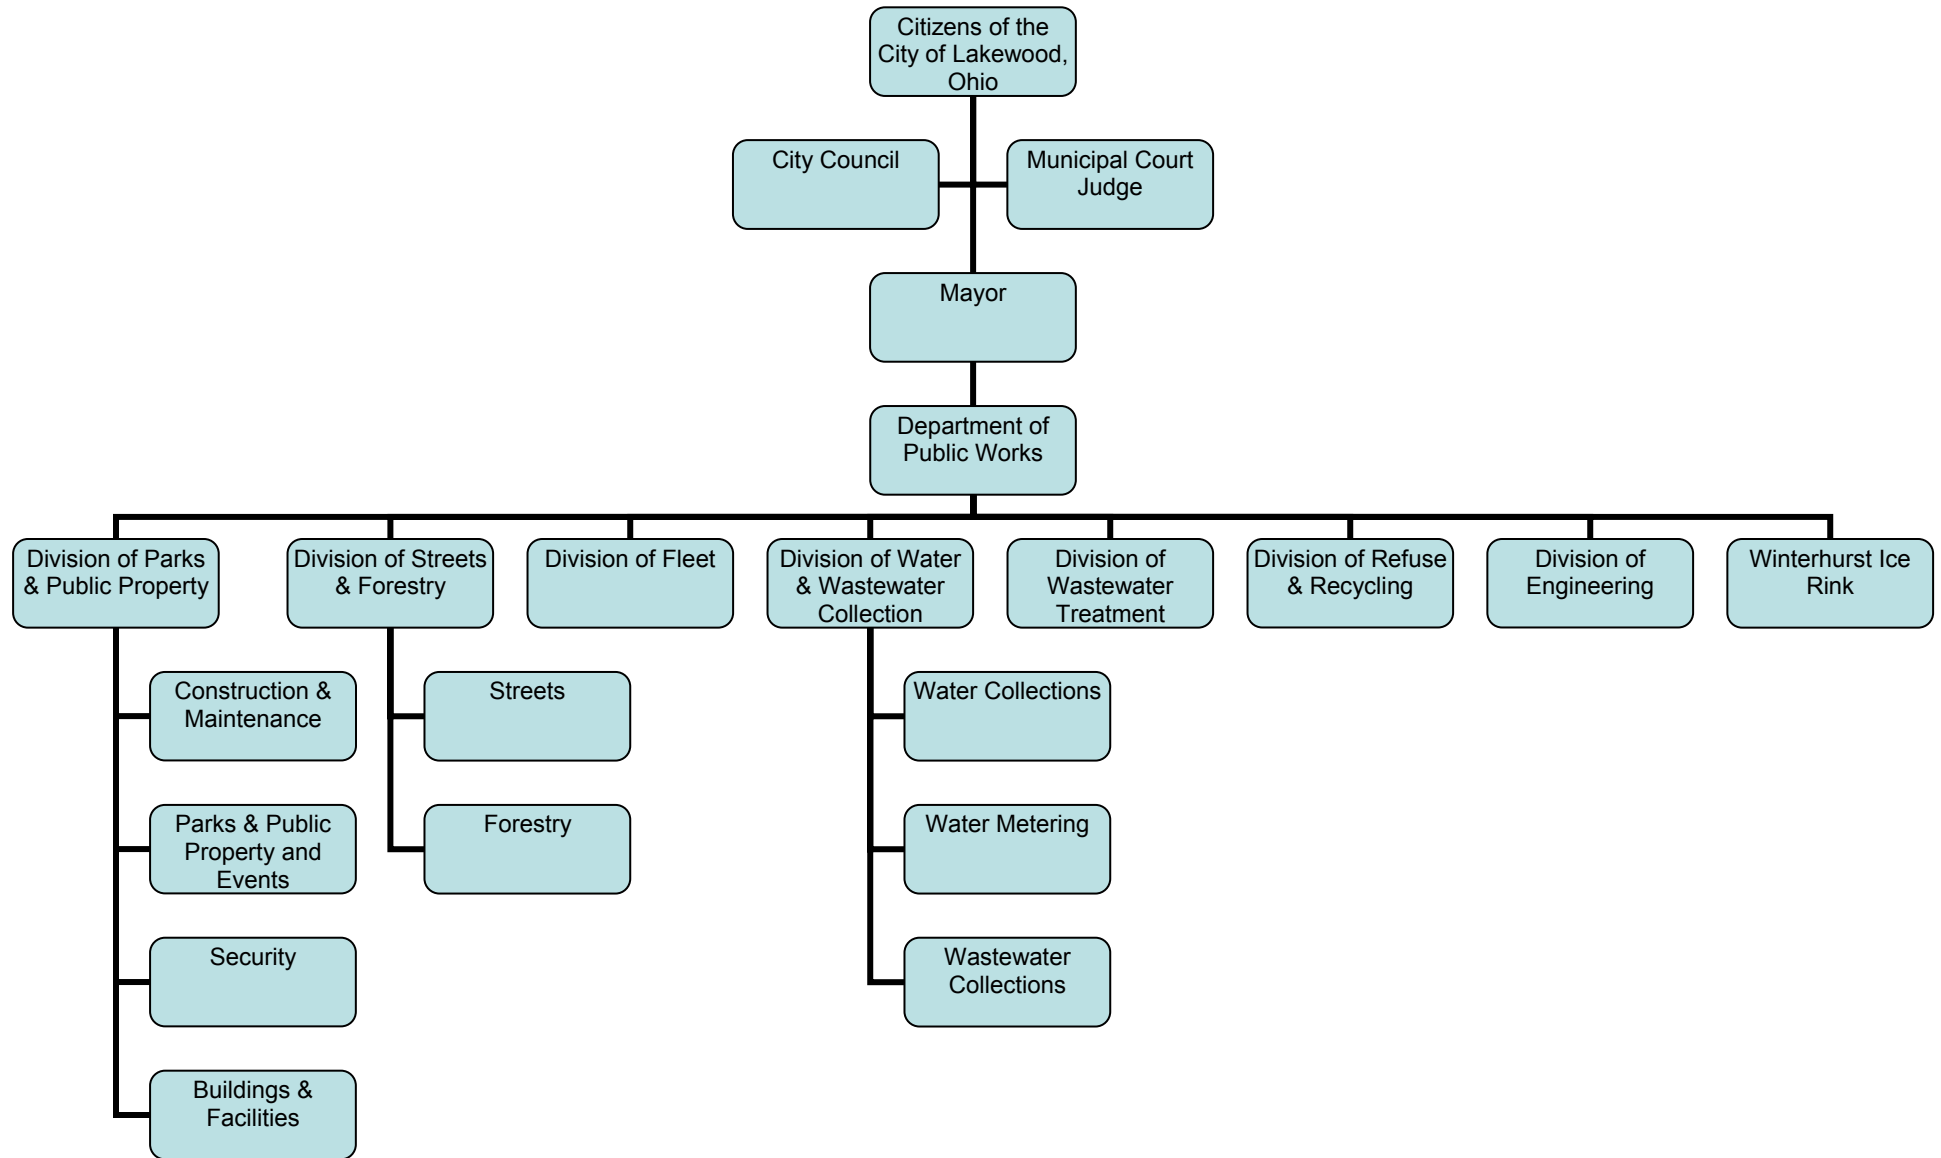 Citizens of the
City of Lakewood,
Ohio
City Council
Municipal Court
Judge
Mayor
Department of
Public Works
Division of Parks
& Public Property
Division of Streets
& Forestry
Division of Fleet
Division of Water
& Wastewater
Collection
Division of
Wastewater
Treatment
Division of Refuse
& Recycling
Division of
Engineering
Winterhurst Ice
Rink
Construction &
Maintenance
Parks & Public
Property and
Events
Security
Buildings &
Facilities
Streets
Forestry
Water Collections
Water Metering
Wastewater
Collections